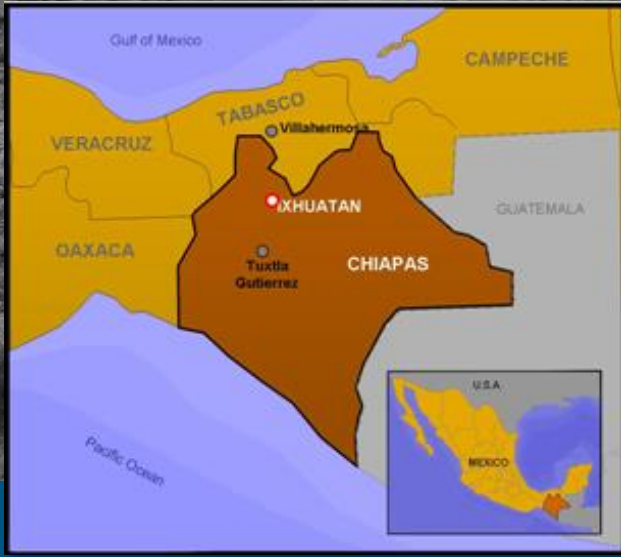 Gulf of Mexico
CAMPECHE
TABASCO
Villahermosa
VERACRUZ
IXHUATAN
GUATEMALA
OAXACA
CHIAPAS
Tuxtla
Gutierrez
U.S.A
MEXICO
Pacific Ocean